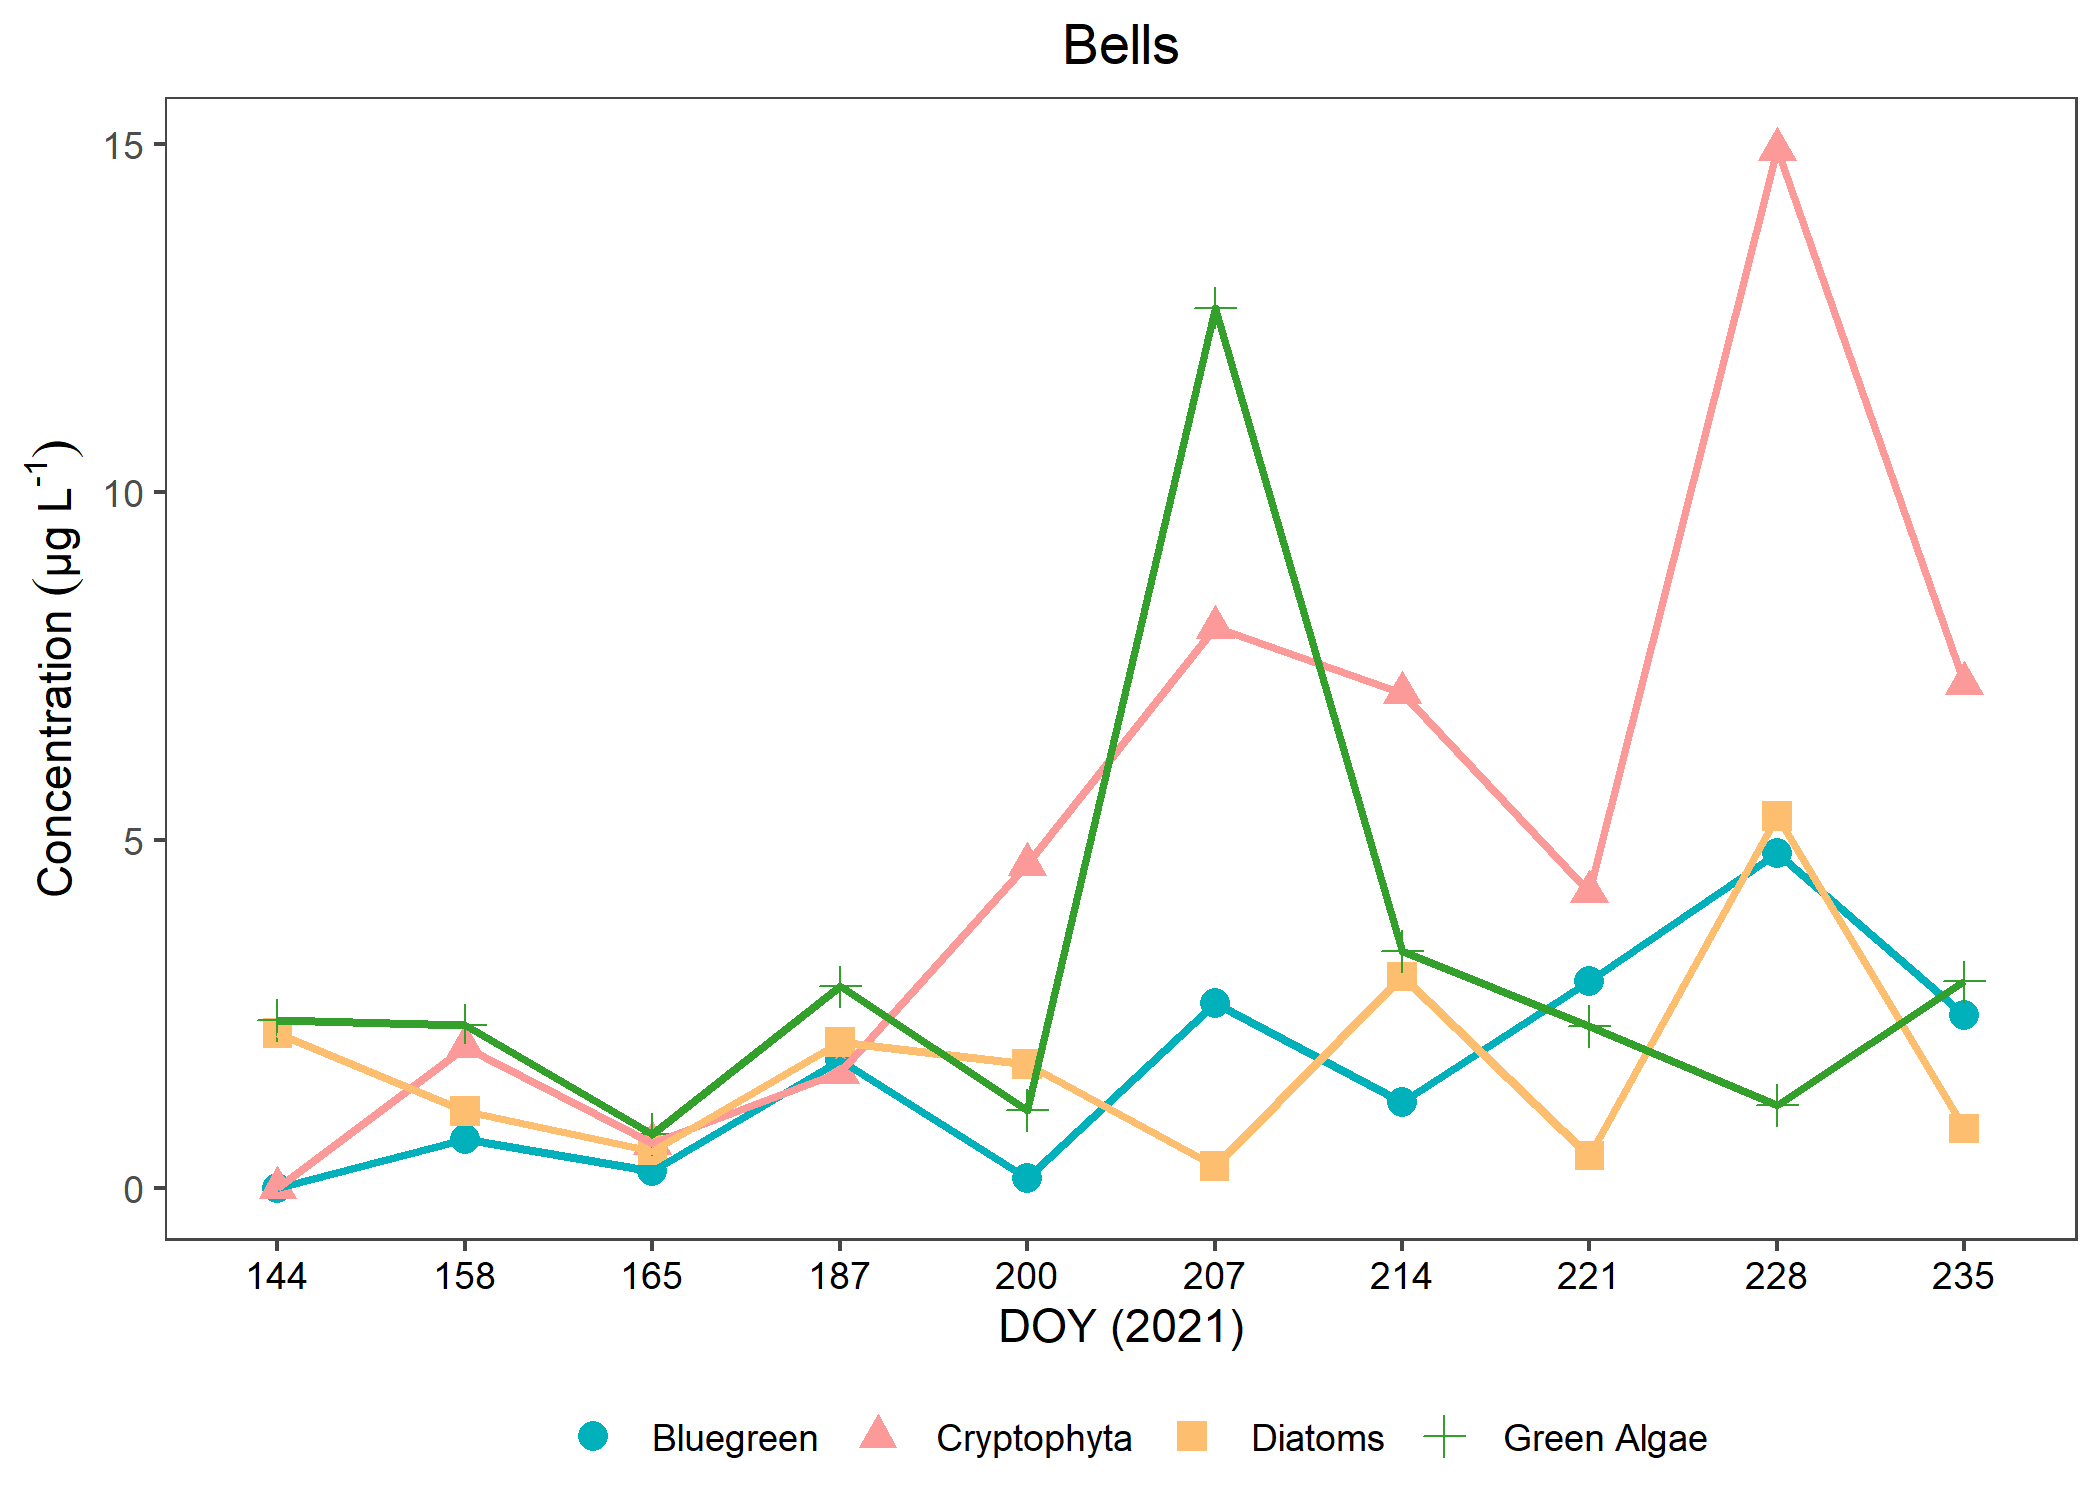 Bells
15
10
5
0
Concentration (µg L⁻¹)
144 158 165 187 200 207 214 221 228 235
DOY (2021)
Bluegreen Cryptophyta Diatoms Green Algae